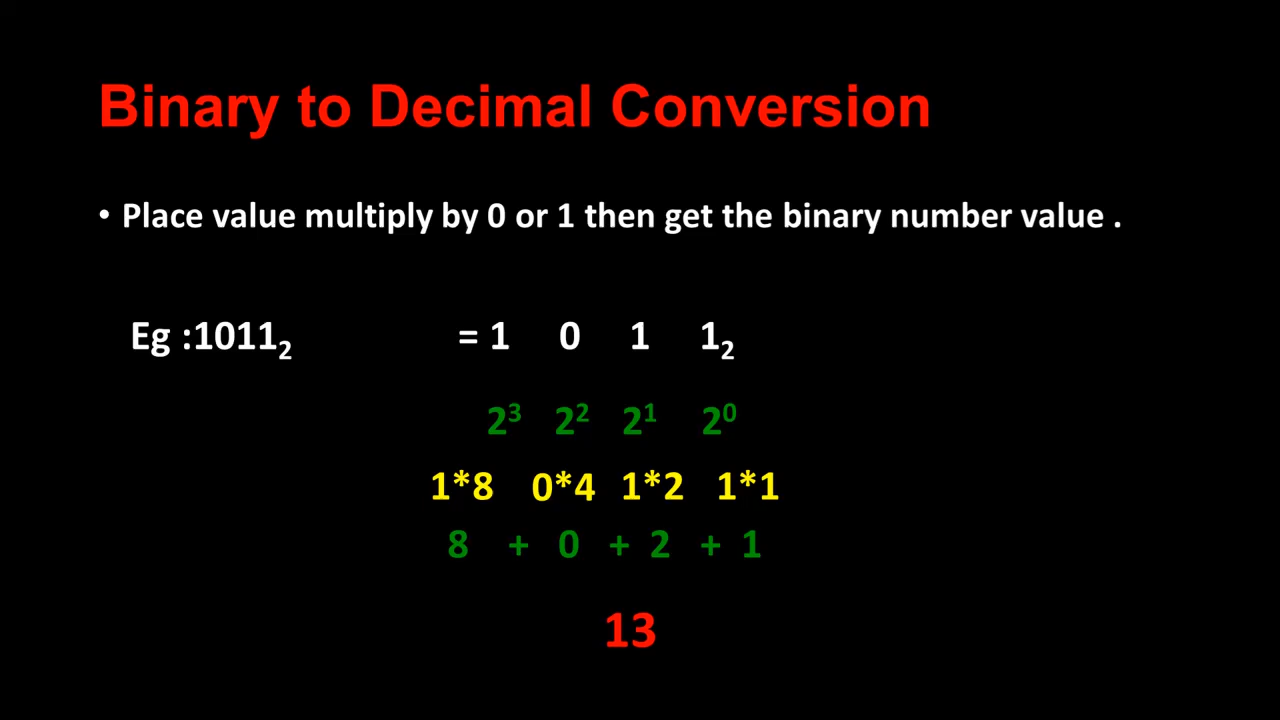 Binary to Decimal Conversion
• Place value multiply by 0 or 1 then get the binary number value .
Eg :1011₂ = 1 0 1 1₂
2³ 2² 2¹ 2⁰
1*8 0*4 1*2 1*1
8 + 0 + 2 + 1
13